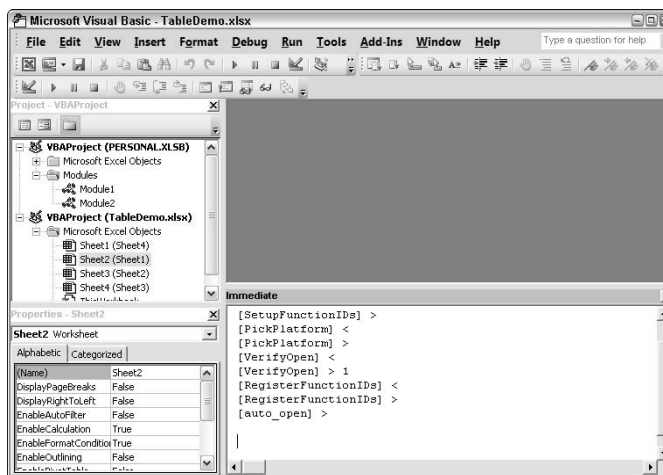 Microsoft Visual Basic - TableDemo.xlsx
File Edit View Insert Format Debug Run Tools Add-Ins Window Help
Type a question for help
Project - VBAProject
VBAProject (PERSONAL.XLSB)
Microsoft Excel Objects
Modules
Module1
Module2
VBAProject (TableDemo.xlsx)
Microsoft Excel Objects
Sheet1 (Sheet4)
Sheet2 (Sheet1)
Sheet3 (Sheet2)
Sheet4 (Sheet3)
ThisWorkbook
Properties - Sheet2
Sheet2 Worksheet
Alphabetic Categorized
(Name) Sheet2
DisplayPageBreaks False
DisplayRightToLeft False
EnableAutoFilter False
EnableCalculation True
EnableFormatConditio True
EnableOutlining False
EnablePivotTable False
Immediate
[SetupFunctionIDs] >
[PickPlatform] <
[PickPlatform] >
[VerifyOpen] <
[VerifyOpen] > 1
[RegisterFunctionIDs] <
[RegisterFunctionIDs] >
[auto_open] >